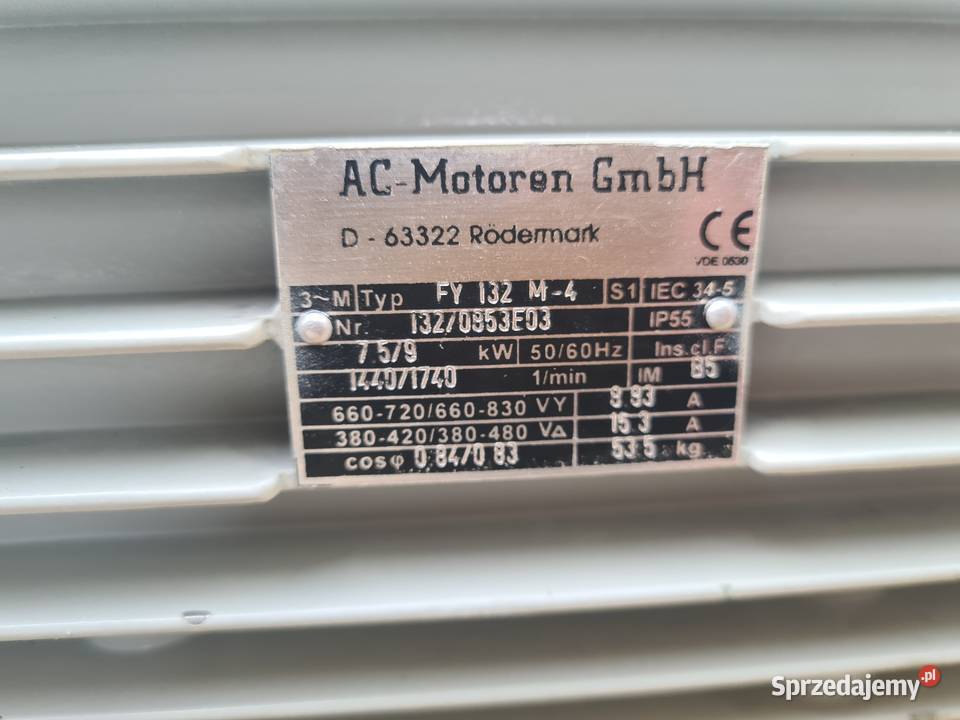 AC-Motoren GmbH
D - 63322 Rödermark
CE
VDE 0530
3~M Typ FY 132 M-4 S1 IEC 34-5
Nr. 132/0853E03 IP55
7.5/9 kW 50/60Hz Ins.cl.F
1440/1740 1/min IM B5
660-720/660-830 VY 8.83 A
380-420/380-480 V∆ 15.3 A
cosφ 0.84/0.83 53.5 kg
Sprzedajemy.pl